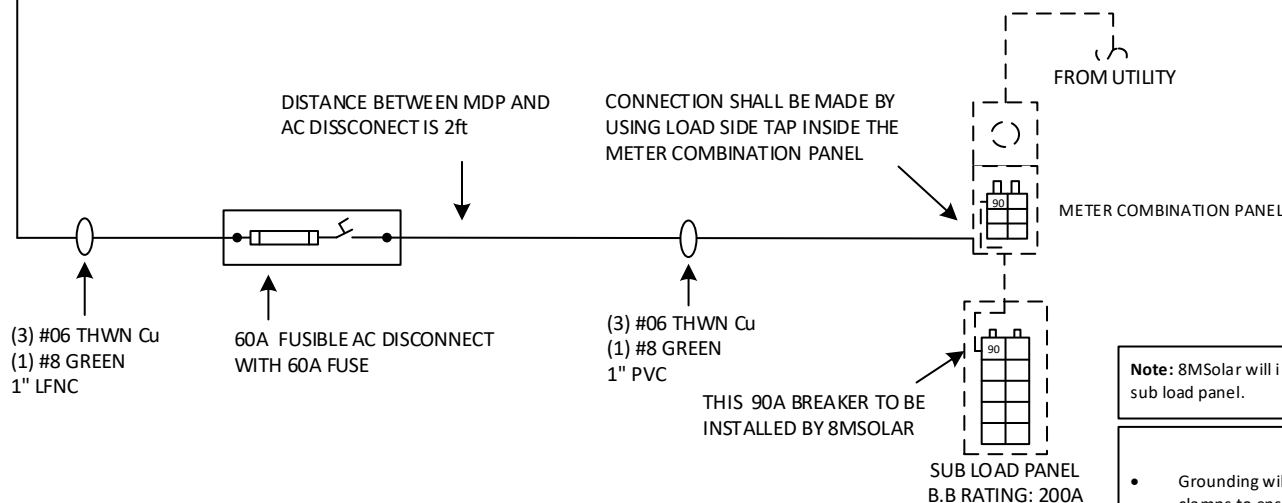 FROM UTILITY
DISTANCE BETWEEN MDP AND
AC DISSCONECT IS 2ft
CONNECTION SHALL BE MADE BY
USING LOAD SIDE TAP INSIDE THE
METER COMBINATION PANEL
90
METER COMBINATION PANEL
(3) #06 THWN Cu
(1) #8 GREEN
1" LFNC
60A FUSIBLE AC DISCONNECT
WITH 60A FUSE
(3) #06 THWN Cu
(1) #8 GREEN
1" PVC
THIS 90A BREAKER TO BE
INSTALLED BY 8MSOLAR
90
SUB LOAD PANEL
B.B RATING: 200A
Note: 8MSolar will i
sub load panel.
• Grounding wil